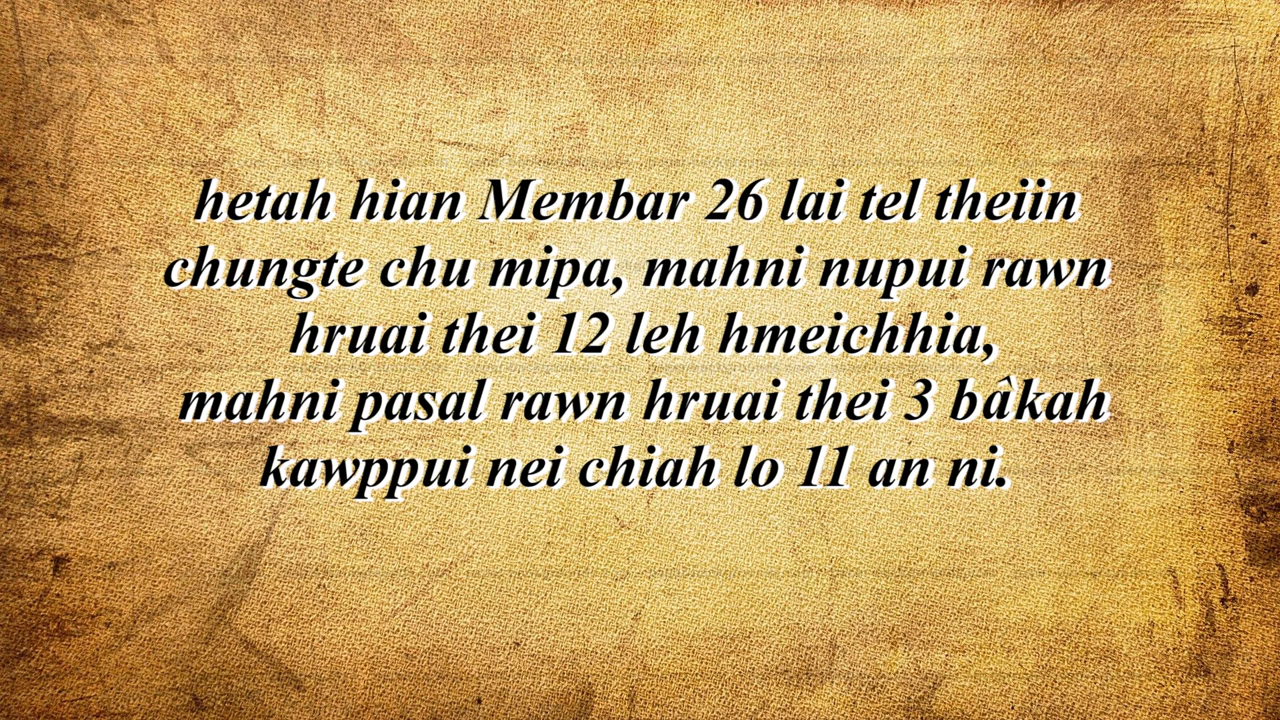 hetah hian Membar 26 lai tel theiin
chungte chu mipa, mahni nupui rawn
hruai thei 12 leh hmeichhia,
mahni pasal rawn hruai thei 3 bâkah
kawppui nei chiah lo 11 an ni.